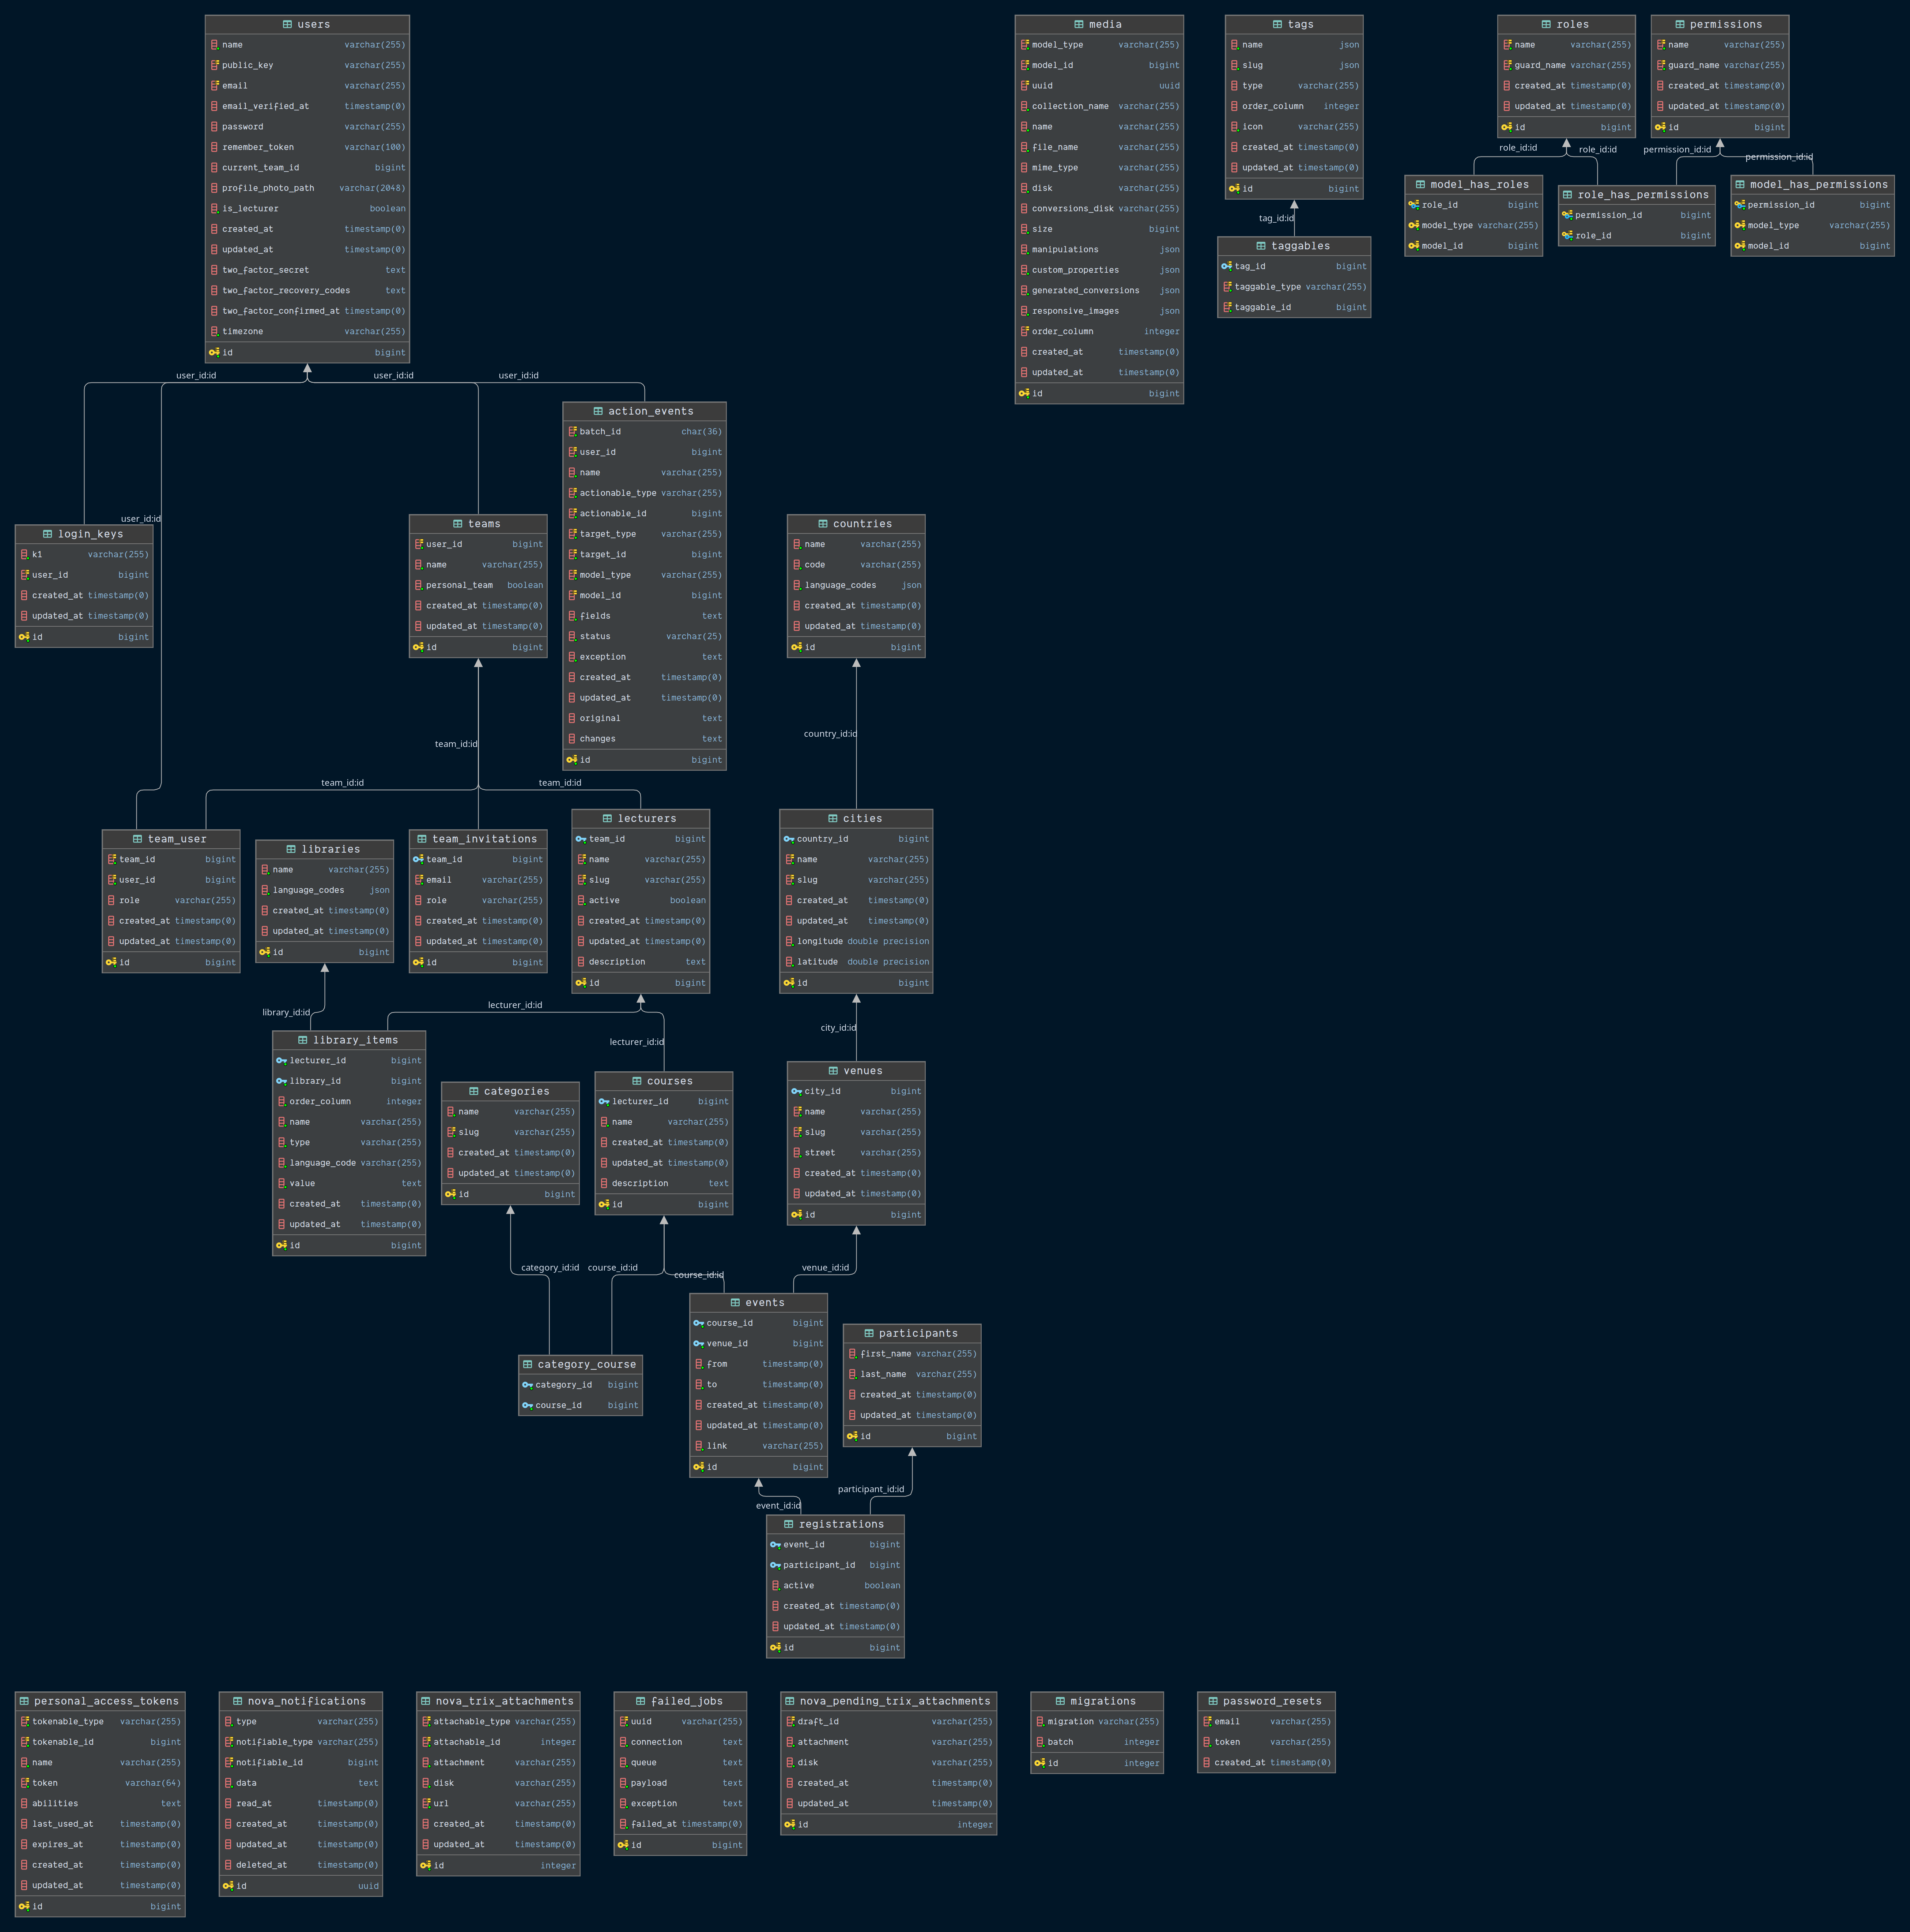 users
name varchar(255)
public_key varchar(255)
email varchar(255)
email_verified_at timestamp(0)
password varchar(255)
remember_token varchar(100)
current_team_id bigint
profile_photo_path varchar(2048)
is_lecturer boolean
created_at timestamp(0)
updated_at timestamp(0)
two_factor_secret text
two_factor_recovery_codes text
two_factor_confirmed_at timestamp(0)
timezone varchar(255)
id bigint
media
model_type varchar(255)
model_id bigint
uuid uuid
collection_name varchar(255)
name varchar(255)
file_name varchar(255)
mime_type varchar(255)
disk varchar(255)
conversions_disk varchar(255)
size bigint
manipulations json
custom_properties json
generated_conversions json
responsive_images json
order_column integer
created_at timestamp(0)
updated_at timestamp(0)
id bigint
tags
name json
slug json
type varchar(255)
order_column integer
icon varchar(255)
created_at timestamp(0)
updated_at timestamp(0)
id bigint
tag_id:id
taggables
tag_id bigint
taggable_type varchar(255)
taggable_id bigint
roles
name varchar(255)
guard_name varchar(255)
created_at timestamp(0)
updated_at timestamp(0)
id bigint
permissions
name varchar(255)
guard_name varchar(255)
created_at timestamp(0)
updated_at timestamp(0)
id bigint
role_id:id
role_id:id
permission_id:id
permission_id:id
model_has_roles
role_id bigint
model_type varchar(255)
model_id bigint
role_has_permissions
permission_id bigint
role_id bigint
model_has_permissions
permission_id bigint
model_type varchar(255)
model_id bigint
user_id:id
user_id:id
user_id:id
user_id:id
login_keys
k1 varchar(255)
user_id bigint
created_at timestamp(0)
updated_at timestamp(0)
id bigint
teams
user_id bigint
name varchar(255)
personal_team boolean
created_at timestamp(0)
updated_at timestamp(0)
id bigint
action_events
batch_id char(36)
user_id bigint
name varchar(255)
actionable_type varchar(255)
actionable_id bigint
target_type varchar(255)
target_id bigint
model_type varchar(255)
model_id bigint
fields text
status varchar(25)
exception text
created_at timestamp(0)
updated_at timestamp(0)
original text
changes text
id bigint
countries
name varchar(255)
code varchar(255)
language_codes json
created_at timestamp(0)
updated_at timestamp(0)
id bigint
team_id:id
team_id:id
team_id:id
country_id:id
team_user
team_id bigint
user_id bigint
role varchar(255)
created_at timestamp(0)
updated_at timestamp(0)
id bigint
libraries
name varchar(255)
language_codes json
created_at timestamp(0)
updated_at timestamp(0)
id bigint
team_invitations
team_id bigint
email varchar(255)
role varchar(255)
created_at timestamp(0)
updated_at timestamp(0)
id bigint
lecturers
team_id bigint
name varchar(255)
slug varchar(255)
active boolean
created_at timestamp(0)
updated_at timestamp(0)
description text
id bigint
cities
country_id bigint
name varchar(255)
slug varchar(255)
created_at timestamp(0)
updated_at timestamp(0)
longitude double precision
latitude double precision
id bigint
library_id:id
lecturer_id:id
lecturer_id:id
city_id:id
library_items
lecturer_id bigint
library_id bigint
order_column integer
name varchar(255)
type varchar(255)
language_code varchar(255)
value text
created_at timestamp(0)
updated_at timestamp(0)
id bigint
categories
name varchar(255)
slug varchar(255)
created_at timestamp(0)
updated_at timestamp(0)
id bigint
courses
lecturer_id bigint
name varchar(255)
created_at timestamp(0)
updated_at timestamp(0)
description text
id bigint
venues
city_id bigint
name varchar(255)
slug varchar(255)
street varchar(255)
created_at timestamp(0)
updated_at timestamp(0)
id bigint
category_id:id
course_id:id
course_id:id
venue_id:id
category_course
category_id bigint
course_id bigint
events
course_id bigint
venue_id bigint
from timestamp(0)
to timestamp(0)
created_at timestamp(0)
updated_at timestamp(0)
link varchar(255)
id bigint
participants
first_name varchar(255)
last_name varchar(255)
created_at timestamp(0)
updated_at timestamp(0)
id bigint
event_id:id
participant_id:id
registrations
event_id bigint
participant_id bigint
active boolean
created_at timestamp(0)
updated_at timestamp(0)
id bigint
personal_access_tokens
tokenable_type varchar(255)
tokenable_id bigint
name varchar(255)
token varchar(64)
abilities text
last_used_at timestamp(0)
expires_at timestamp(0)
created_at timestamp(0)
updated_at timestamp(0)
id bigint
nova_notifications
type varchar(255)
notifiable_type varchar(255)
notifiable_id bigint
data text
read_at timestamp(0)
created_at timestamp(0)
updated_at timestamp(0)
deleted_at timestamp(0)
id uuid
nova_trix_attachments
attachable_type varchar(255)
attachable_id integer
attachment varchar(255)
disk varchar(255)
url varchar(255)
created_at timestamp(0)
updated_at timestamp(0)
id integer
failed_jobs
uuid varchar(255)
connection text
queue text
payload text
exception text
failed_at timestamp(0)
id bigint
nova_pending_trix_attachments
draft_id varchar(255)
attachment varchar(255)
disk varchar(255)
created_at timestamp(0)
updated_at timestamp(0)
id integer
migrations
migration varchar(255)
batch integer
id integer
password_resets
email varchar(255)
token varchar(255)
created_at timestamp(0)